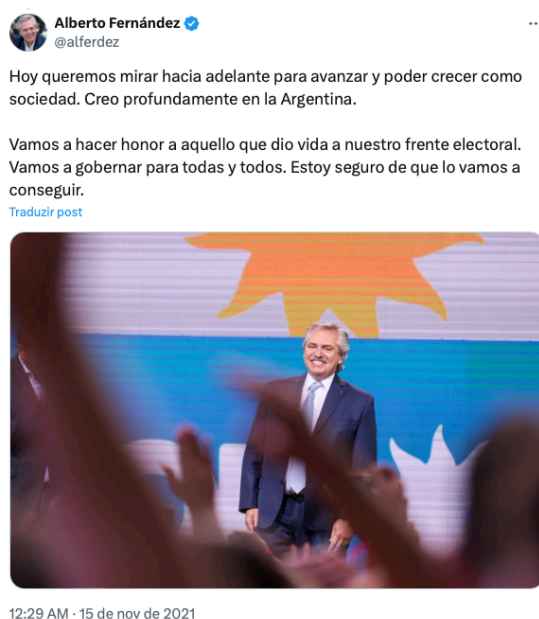 Alberto Fernández
@alferdez
Hoy queremos mirar hacia adelante para avanzar y poder crecer como
sociedad. Creo profundamente en la Argentina.
Vamos a hacer honor a aquello que dio vida a nuestro frente electoral.
Vamos a gobernar para todas y todos. Estoy seguro de que lo vamos a
conseguir.
Traduzir post
12:29 AM · 15 de nov de 2021